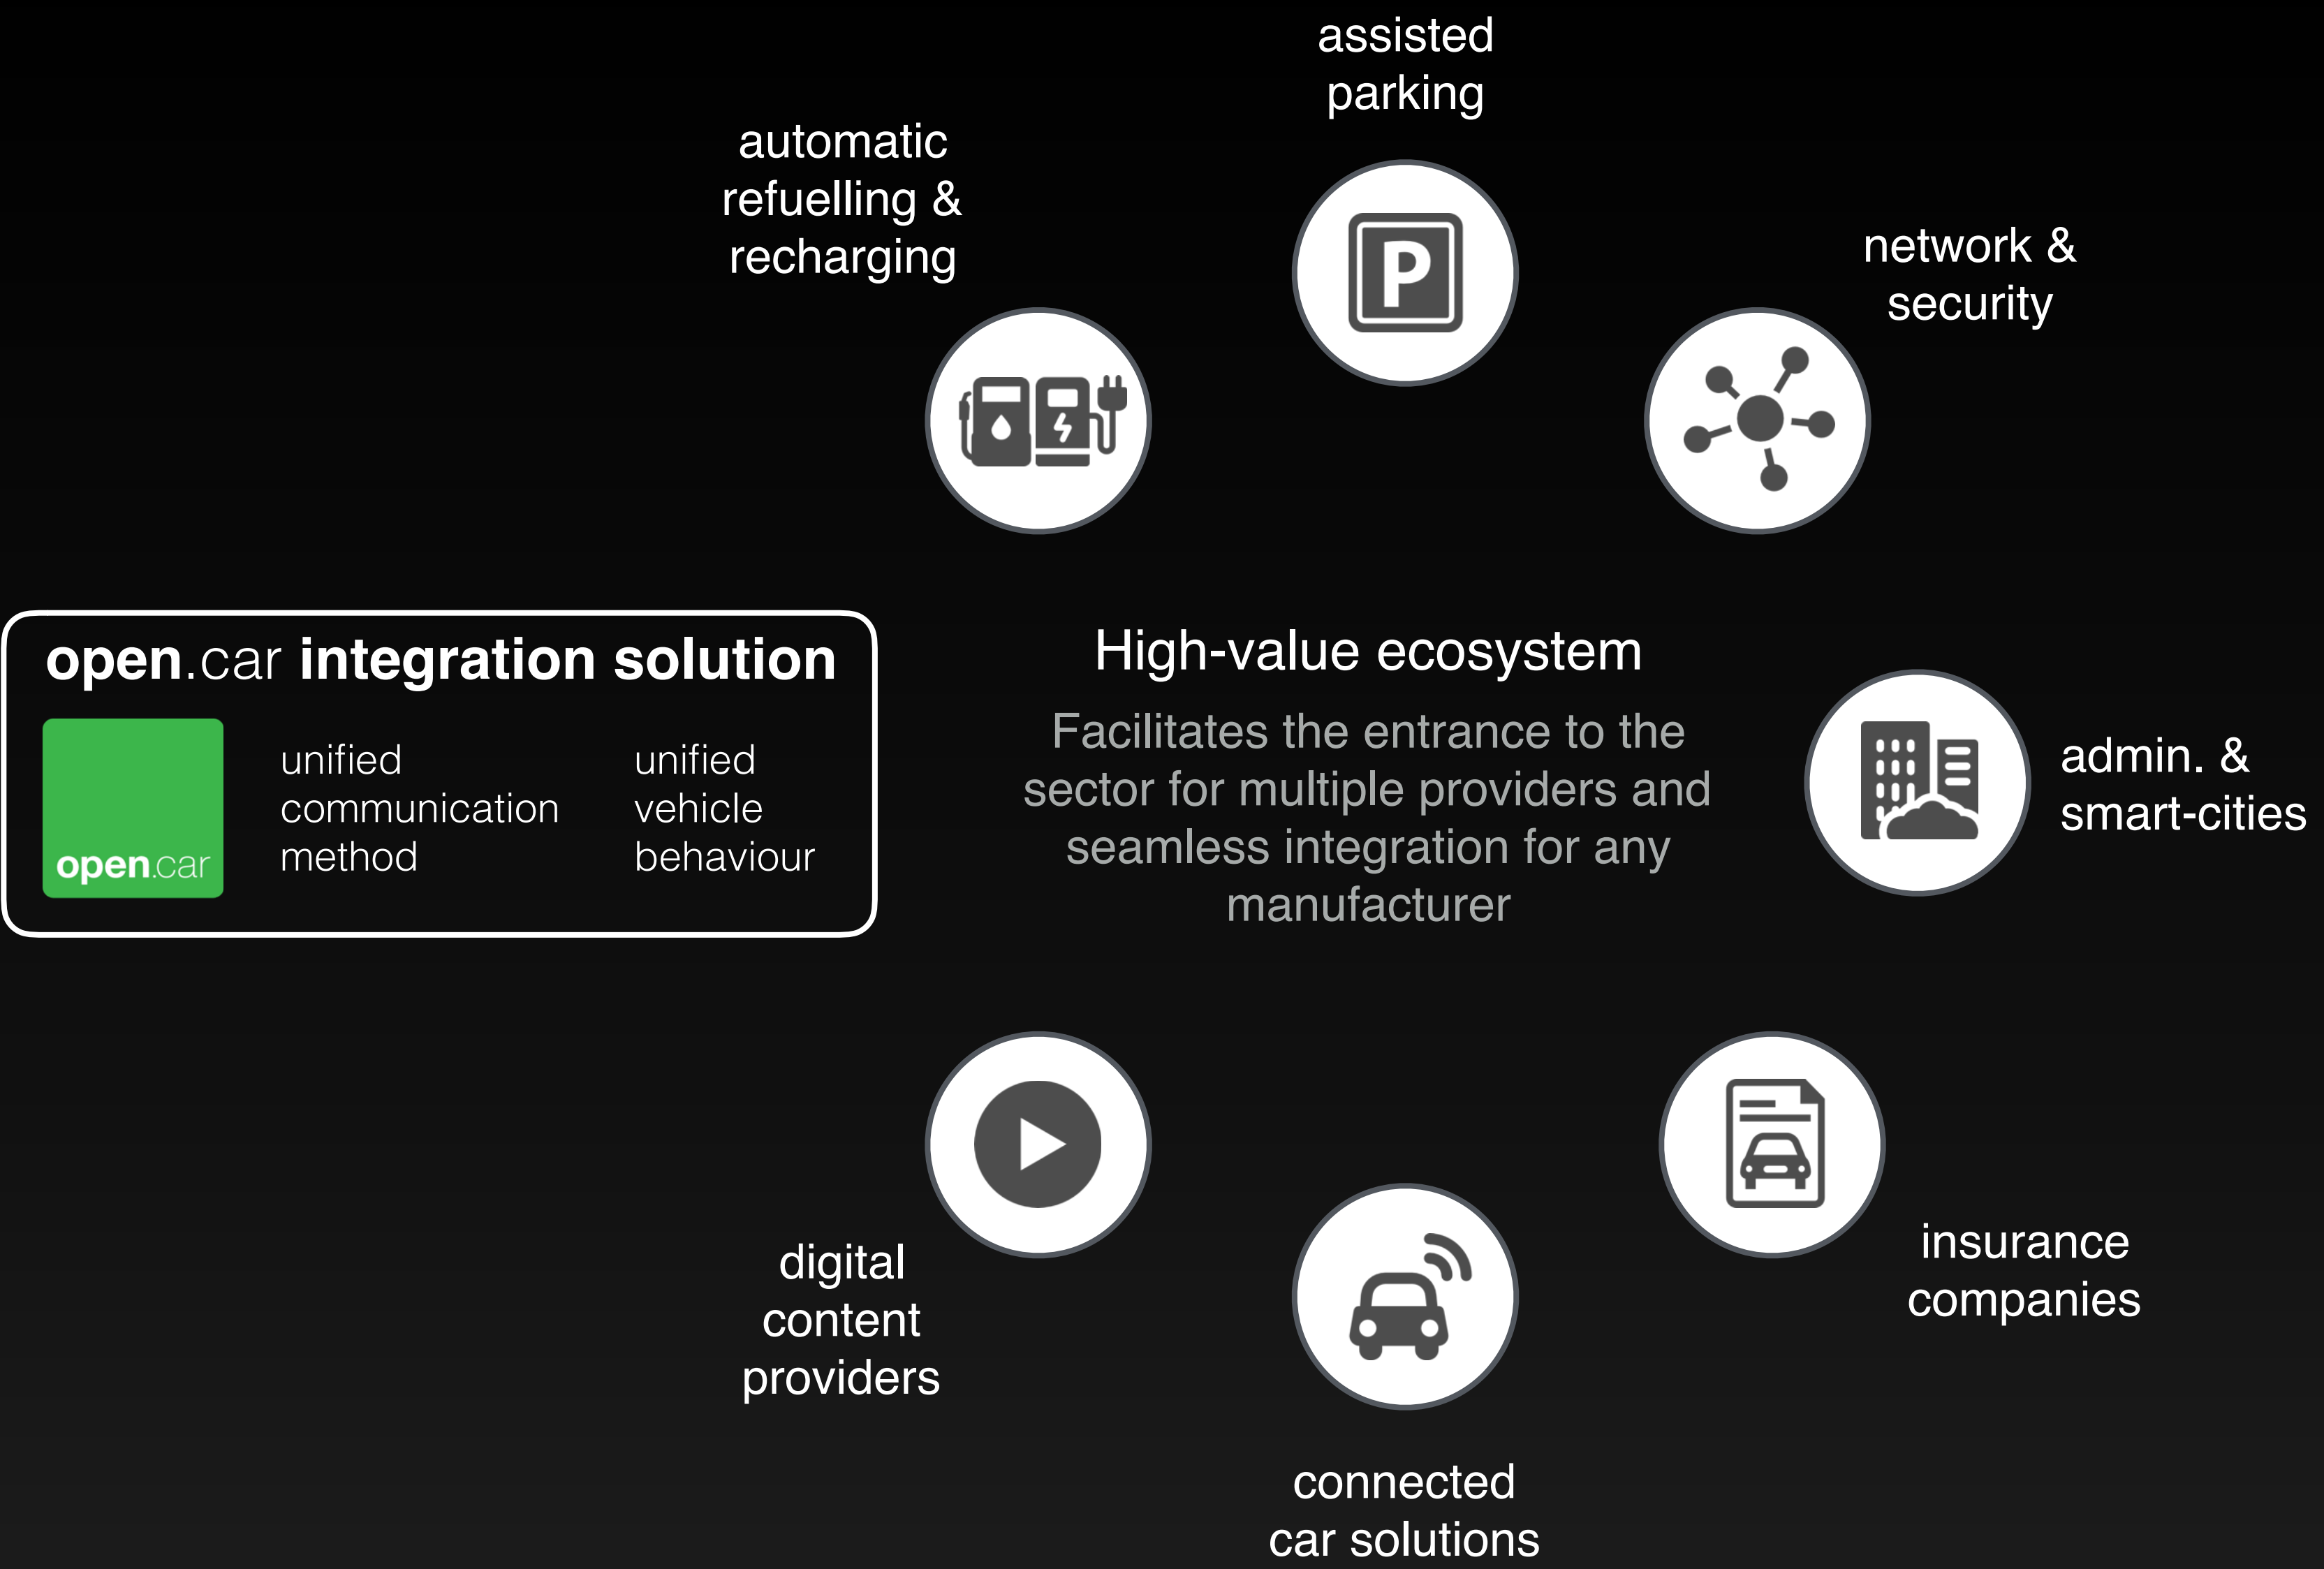 assisted
parking
automatic
refuelling &
recharging
P
network &
security
open.car integration solution
open.car
unified
communication
method
unified
vehicle
behaviour
High-value ecosystem
Facilitates the entrance to the
sector for multiple providers and
seamless integration for any
manufacturer
admin. &
smart-cities
digital
content
providers
insurance
companies
connected
car solutions